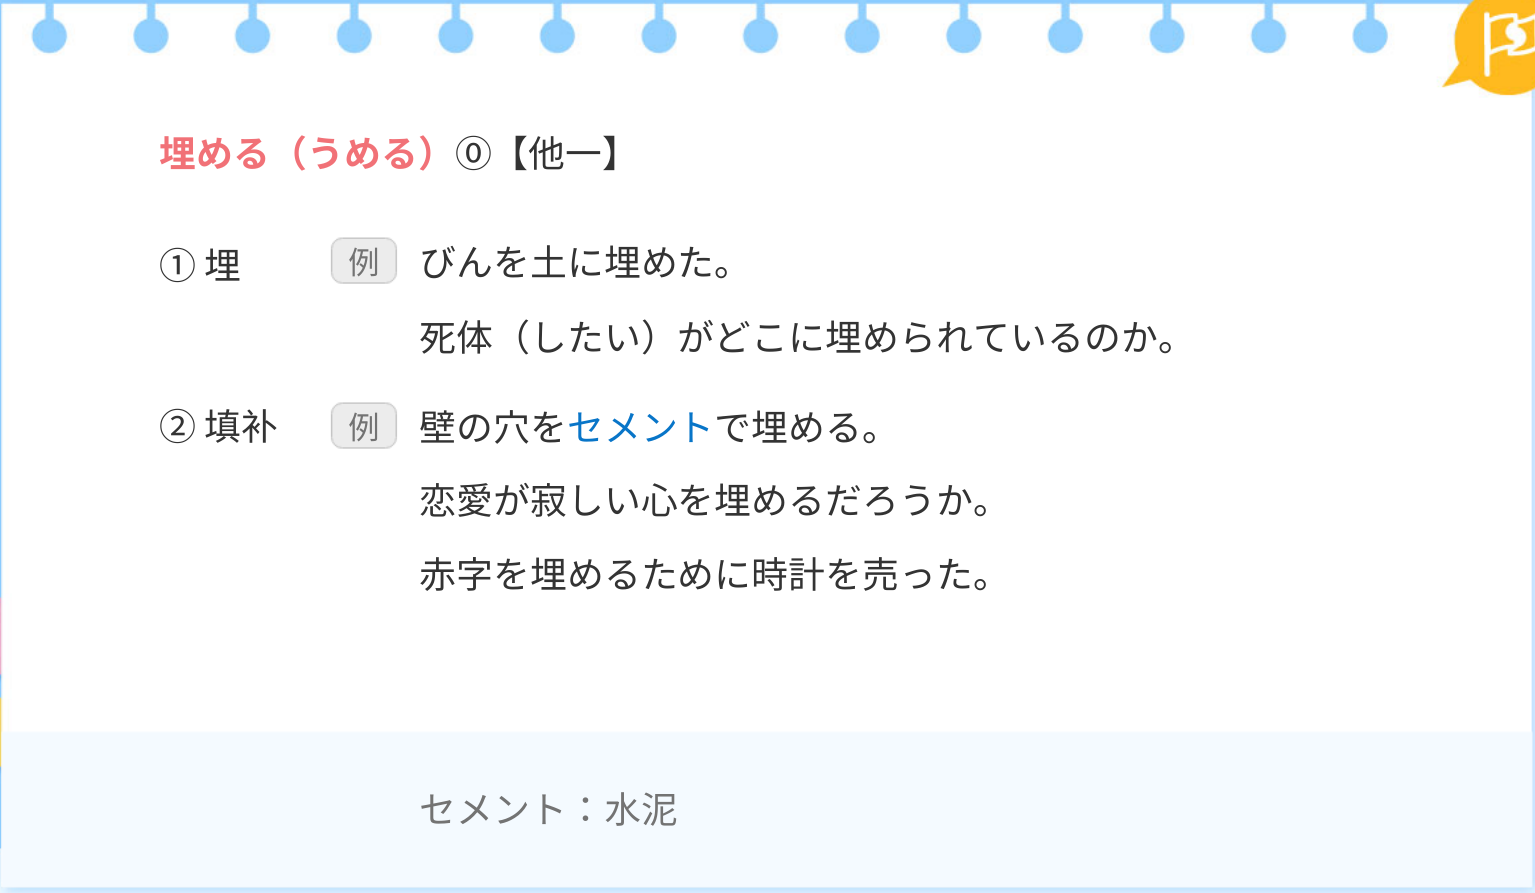 埋める（うめる）⓪【他一】
① 埋 例 びんを土に埋めた。
死体（したい）がどこに埋められているのか。
② 填补 例 壁の穴をセメントで埋める。
恋愛が寂しい心を埋めるだろうか。
赤字を埋めるために時計を売った。
セメント：水泥